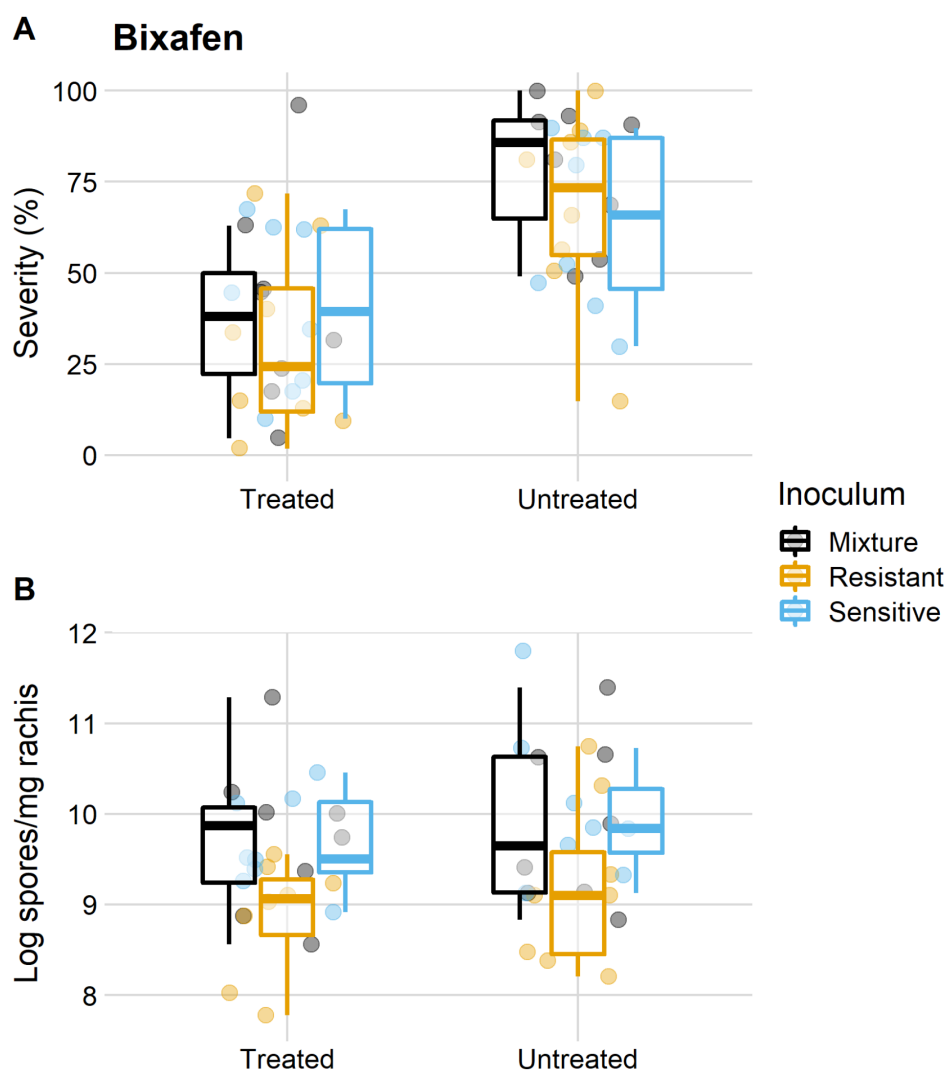 A
Bixafen
Severity (%)
100
75
50
25
0
Treated
Untreated
Inoculum
Mixture
Resistant
Sensitive
B
Log spores/mg rachis
12
11
10
9
8
Treated
Untreated